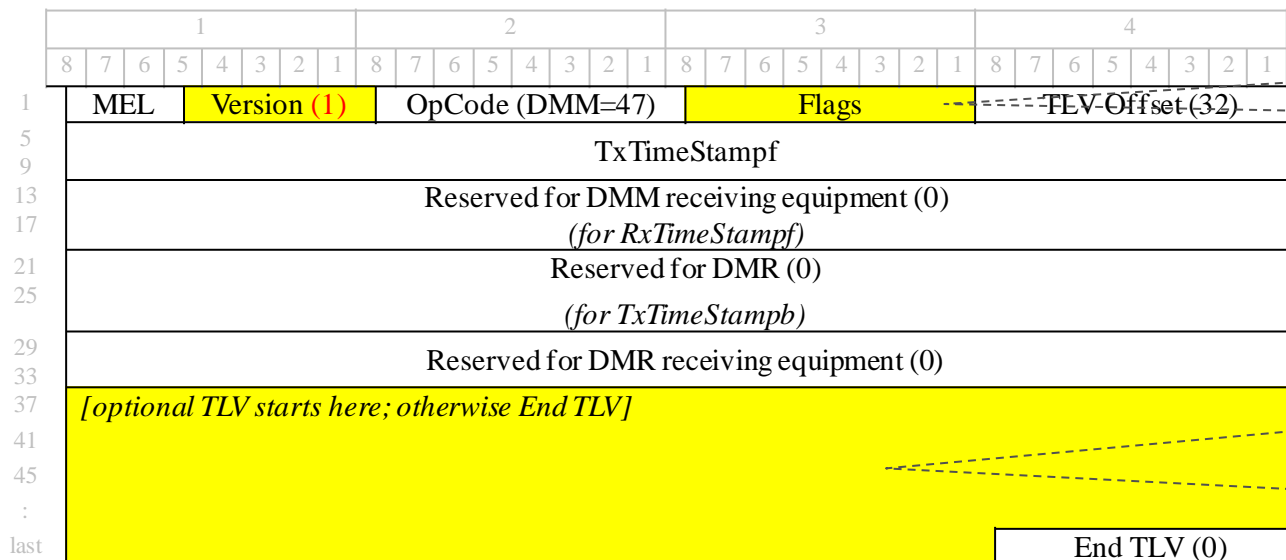 1 2 3 4
8 7 6 5 4 3 2 1 8 7 6 5 4 3 2 1 8 7 6 5 4 3 2 1 8 7 6 5 4 3 2 1
1 MEL Version (1) OpCode (DMM=47) Flags TLV Offset (32)
5
TxTimeStampf
9
13 Reserved for DMM receiving equipment (0)
17 (for RxTimeStampf)
21 Reserved for DMR (0)
25
(for TxTimeStampb)
29
Reserved for DMR receiving equipment (0)
33
37 [optional TLV starts here; otherwise End TLV]
41
45
:
last End TLV (0)